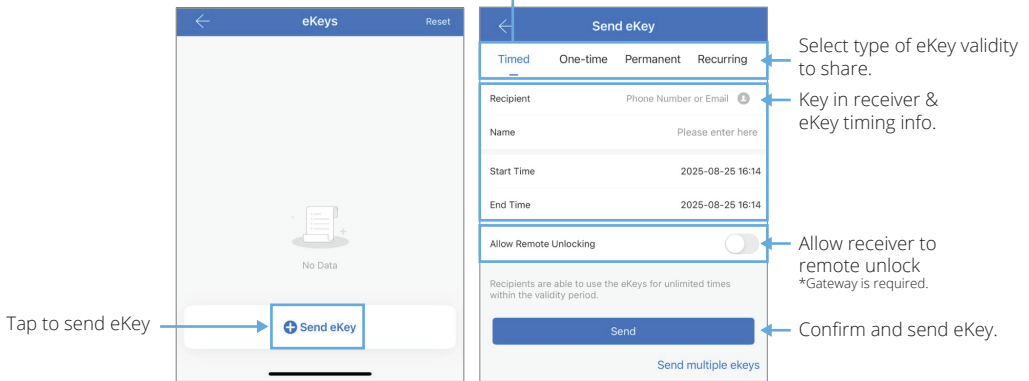 eKeys
Reset
No Data
Send eKey
Tap to send eKey
Send eKey
Timed
One-time
Permanent
Recurring
Recipient
Phone Number or Email
Name
Please enter here
Start Time
2025-08-25 16:14
End Time
2025-08-25 16:14
Allow Remote Unlocking
Recipients are able to use the eKeys for unlimited times
within the validity period.
Send
Send multiple ekeys
Select type of eKey validity
to share.
Key in receiver &
eKey timing info.
Allow receiver to
remote unlock
*Gateway is required.
Confirm and send eKey.